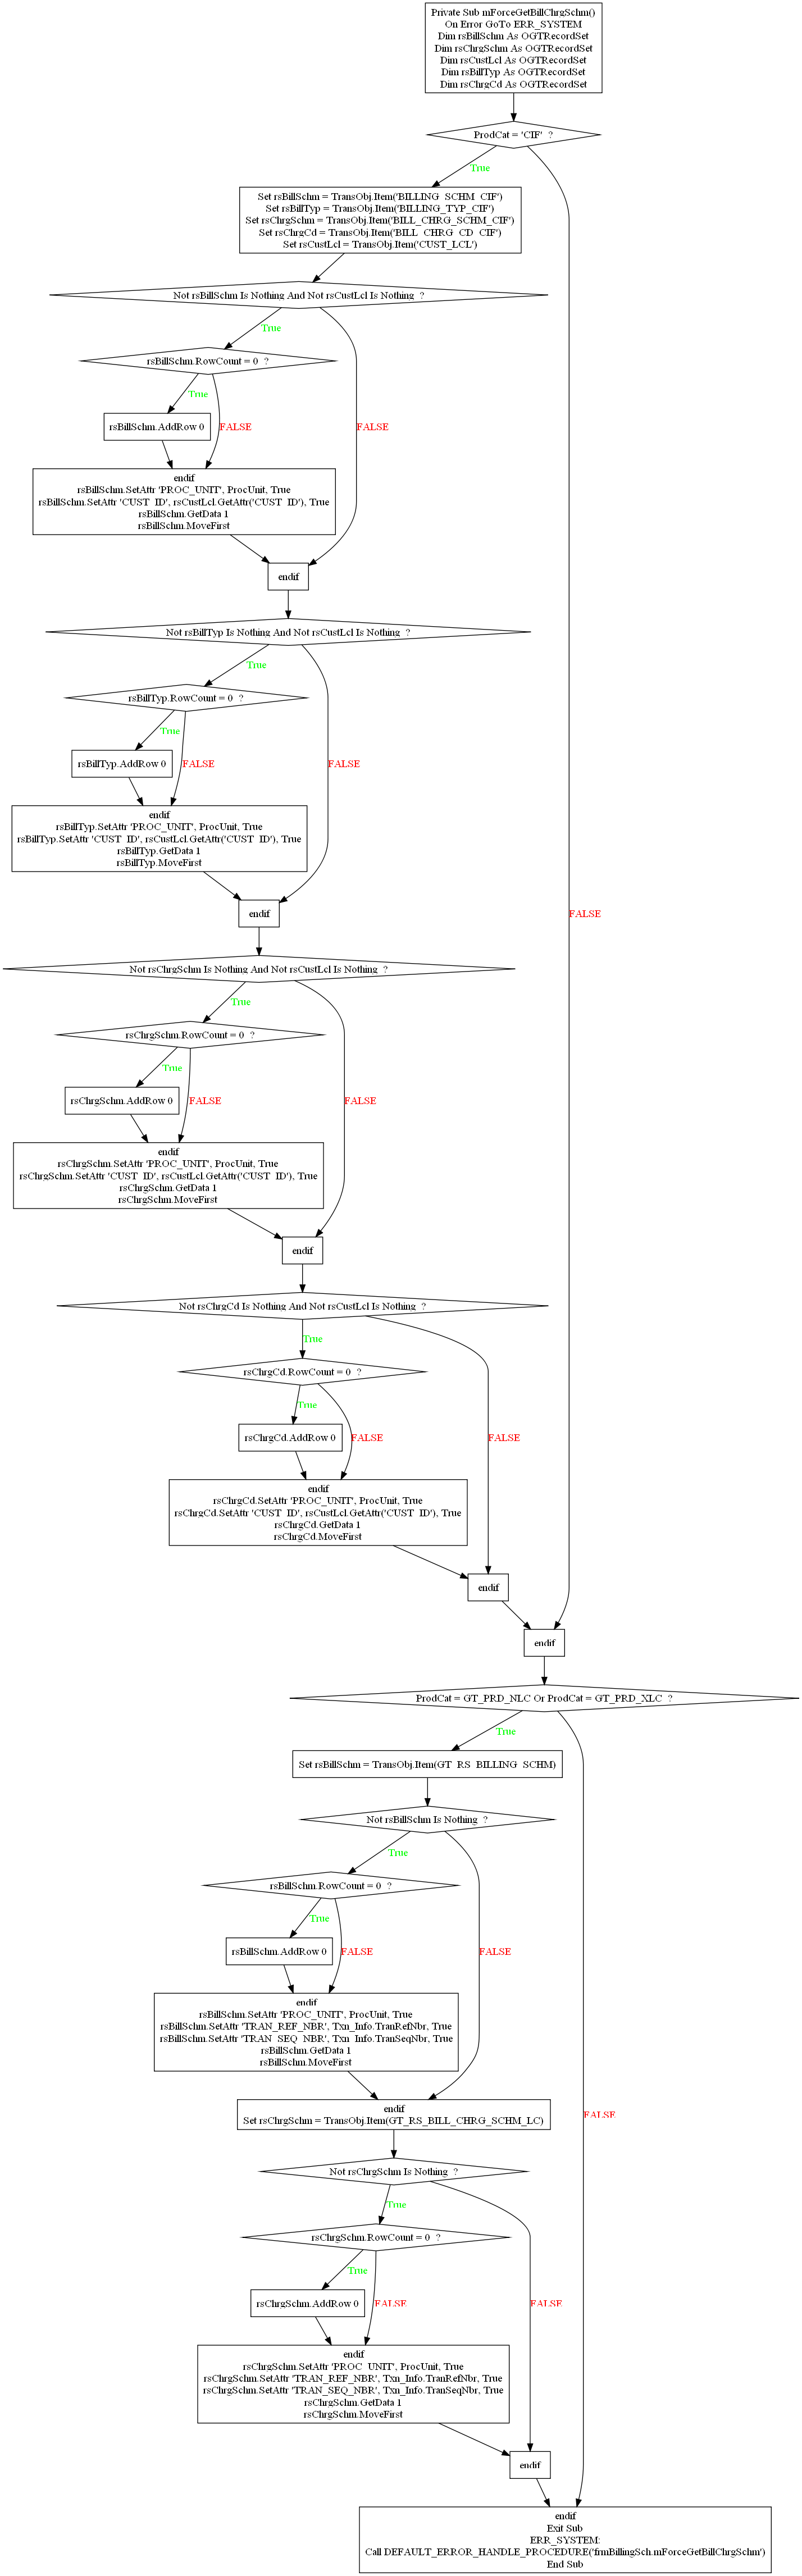 Private Sub mForceGetBillChrgSchm()
On Error GoTo ERR_SYSTEM
Dim rsBillSchm As OGTRecordSet
Dim rsChrgSchm As OGTRecordSet
Dim rsCustLcl As OGTRecordSet
Dim rsBillTyp As OGTRecordSet
Dim rsChrgCd As OGTRecordSet
ProdCat = 'CIF' ?
True
Set rsBillSchm = TransObj.Item('BILLING_SCHM_CIF')
Set rsBillTyp = TransObj.Item('BILLING_TYP_CIF')
Set rsChrgSchm = TransObj.Item('BILL_CHRG_SCHM_CIF')
Set rsChrgCd = TransObj.Item('BILL_CHRG_CD_CIF')
Set rsCustLcl = TransObj.Item('CUST_LCL')
Not rsBillSchm Is Nothing And Not rsCustLcl Is Nothing ?
True
rsBillSchm.RowCount = 0 ?
True
rsBillSchm.AddRow 0
FALSE
FALSE
endif
rsBillSchm.SetAttr 'PROC_UNIT', ProcUnit, True
rsBillSchm.SetAttr 'CUST_ID', rsCustLcl.GetAttr('CUST_ID'), True
rsBillSchm.GetData 1
rsBillSchm.MoveFirst
endif
Not rsBillTyp Is Nothing And Not rsCustLcl Is Nothing ?
True
rsBillTyp.RowCount = 0 ?
True
rsBillTyp.AddRow 0
FALSE
FALSE
endif
rsBillTyp.SetAttr 'PROC_UNIT', ProcUnit, True
rsBillTyp.SetAttr 'CUST_ID', rsCustLcl.GetAttr('CUST_ID'), True
rsBillTyp.GetData 1
rsBillTyp.MoveFirst
endif
FALSE
Not rsChrgSchm Is Nothing And Not rsCustLcl Is Nothing ?
True
rsChrgSchm.RowCount = 0 ?
True
rsChrgSchm.AddRow 0
FALSE
FALSE
endif
rsChrgSchm.SetAttr 'PROC_UNIT', ProcUnit, True
rsChrgSchm.SetAttr 'CUST_ID', rsCustLcl.GetAttr('CUST_ID'), True
rsChrgSchm.GetData 1
rsChrgSchm.MoveFirst
endif
Not rsChrgCd Is Nothing And Not rsCustLcl Is Nothing ?
True
rsChrgCd.RowCount = 0 ?
True
rsChrgCd.AddRow 0
FALSE
FALSE
endif
rsChrgCd.SetAttr 'PROC_UNIT', ProcUnit, True
rsChrgCd.SetAttr 'CUST_ID', rsCustLcl.GetAttr('CUST_ID'), True
rsChrgCd.GetData 1
rsChrgCd.MoveFirst
endif
endif
ProdCat = GT_PRD_NLC Or ProdCat = GT_PRD_XLC ?
True
Set rsBillSchm = TransObj.Item(GT_RS_BILLING_SCHM)
Not rsBillSchm Is Nothing ?
True
rsBillSchm.RowCount = 0 ?
True
rsBillSchm.AddRow 0
FALSE
FALSE
endif
rsBillSchm.SetAttr 'PROC_UNIT', ProcUnit, True
rsBillSchm.SetAttr 'TRAN_REF_NBR', Txn_Info.TranRefNbr, True
rsBillSchm.SetAttr 'TRAN_SEQ_NBR', Txn_Info.TranSeqNbr, True
rsBillSchm.GetData 1
rsBillSchm.MoveFirst
endif
Set rsChrgSchm = TransObj.Item(GT_RS_BILL_CHRG_SCHM_LC)
FALSE
Not rsChrgSchm Is Nothing ?
True
rsChrgSchm.RowCount = 0 ?
True
rsChrgSchm.AddRow 0
FALSE
FALSE
endif
rsChrgSchm.SetAttr 'PROC_UNIT', ProcUnit, True
rsChrgSchm.SetAttr 'TRAN_REF_NBR', Txn_Info.TranRefNbr, True
rsChrgSchm.SetAttr 'TRAN_SEQ_NBR', Txn_Info.TranSeqNbr, True
rsChrgSchm.GetData 1
rsChrgSchm.MoveFirst
endif
endif
Exit Sub
ERR_SYSTEM:
Call DEFAULT_ERROR_HANDLE_PROCEDURE('frmBillingSch.mForceGetBillChrgSchm')
End Sub